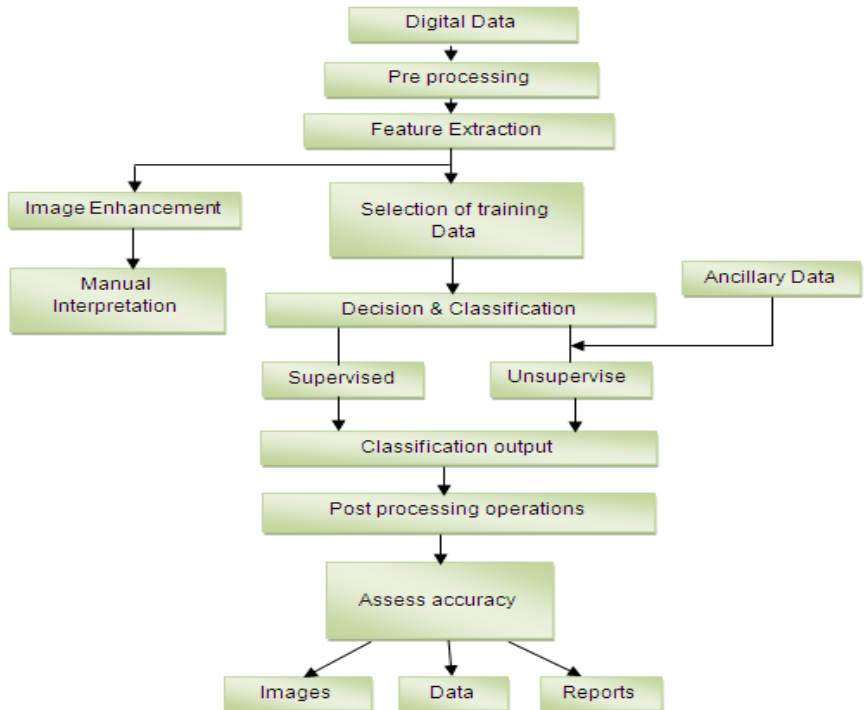 Digital Data
Pre processing
Feature Extraction
Image Enhancement
Selection of training
Data
Manual
Interpretation
Ancillary Data
Decision & Classification
Supervised
Unsupervise
Classification output
Post processing operations
Assess accuracy
Images
Data
Reports